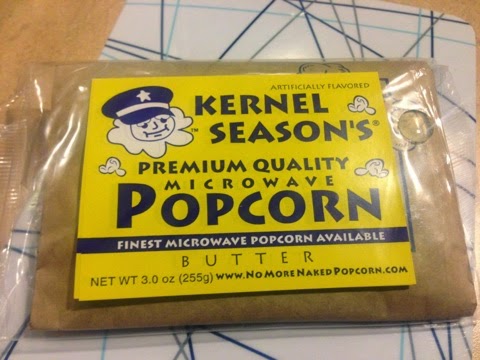 ARTIFICIALLY FLAVORED
KERNEL
SEASON'S®
™
PREMIUM QUALITY
MICROWAVE
POPCORN
FINEST MICROWAVE POPCORN AVAILABLE
BUTTER
NET WT 3.0 oz (255g) WWW.NOMORENAKEDPOPCORN.COM